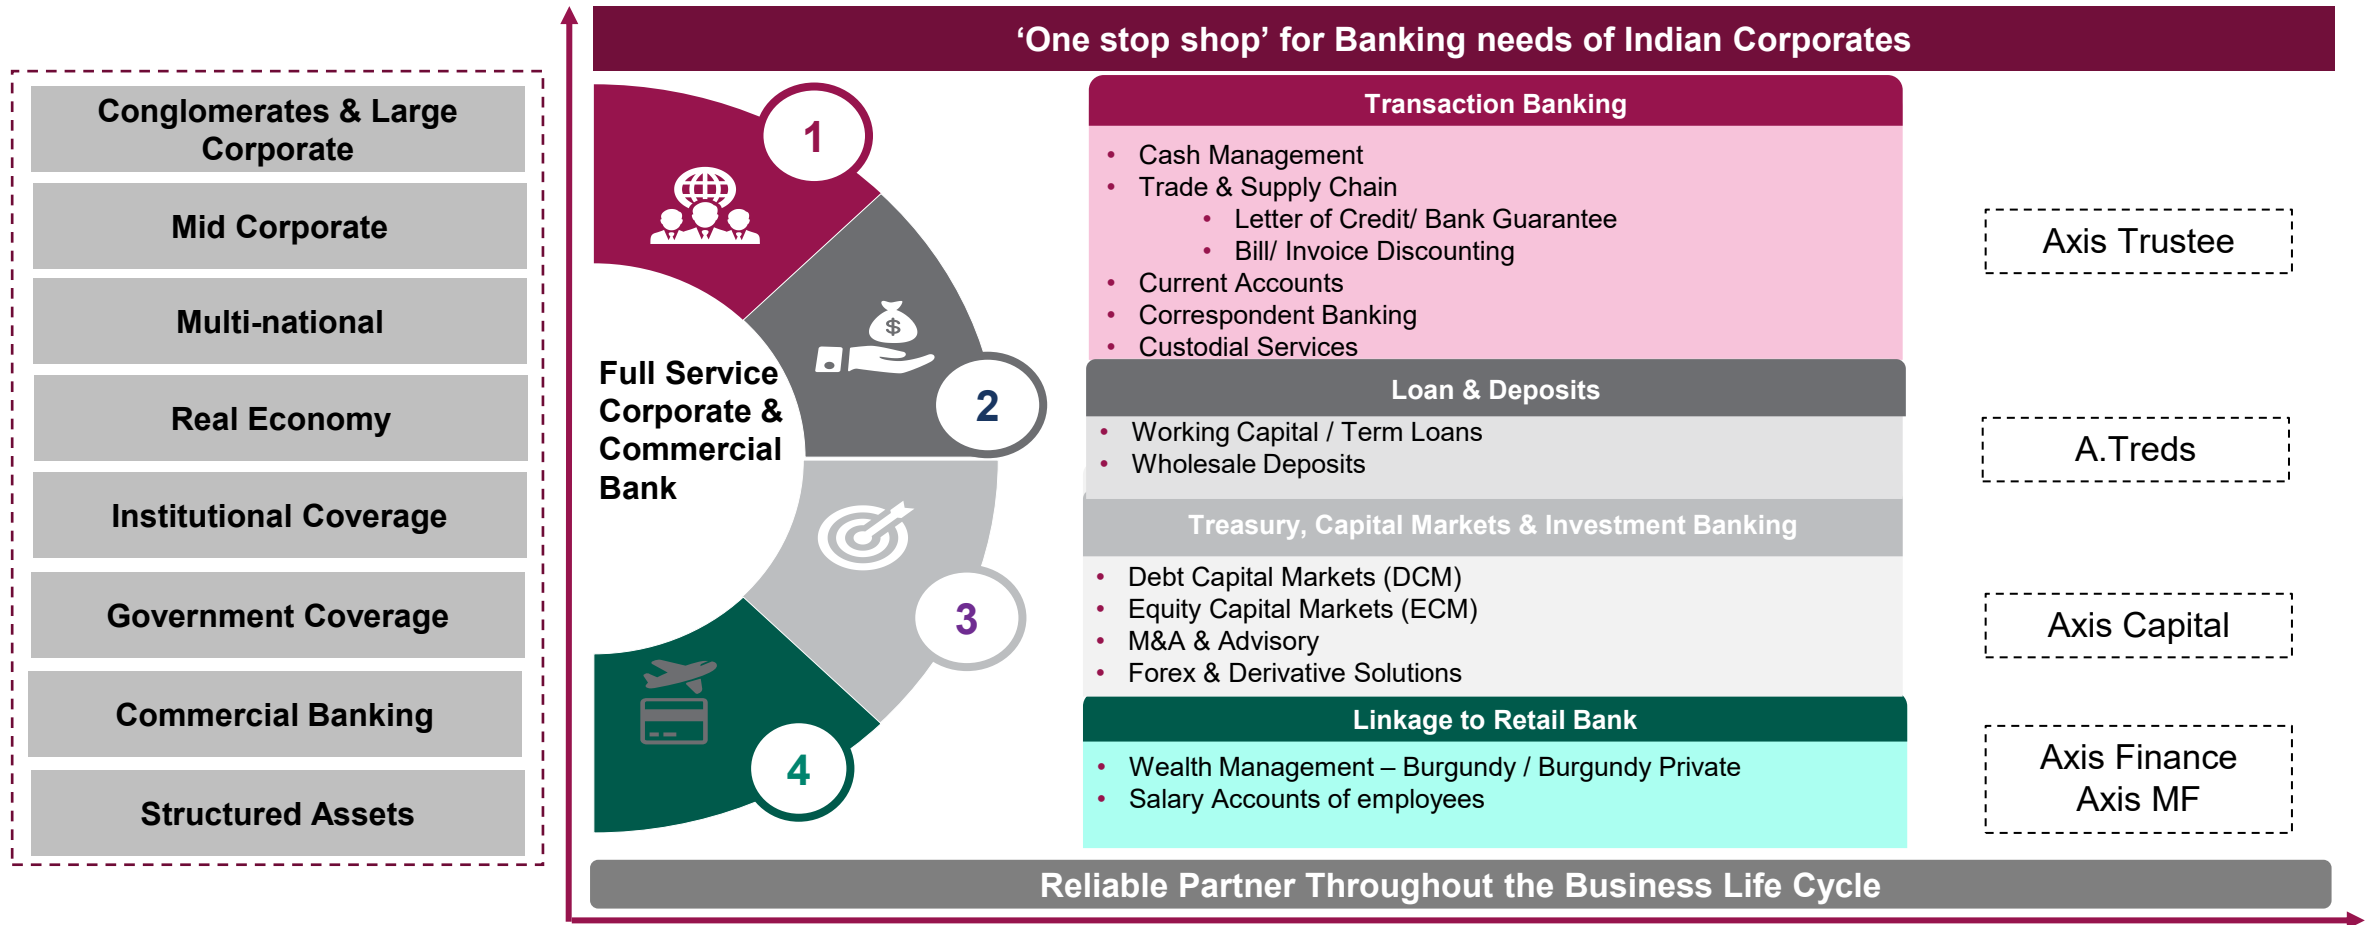 ‘One stop shop’ for Banking needs of Indian Corporates
Conglomerates & Large
Corporate
Mid Corporate
Multi-national
Real Economy
Institutional Coverage
Government Coverage
Commercial Banking
Structured Assets
Full Service
Corporate &
Commercial
Bank
1
2
$
3
4
Transaction Banking
• Cash Management
• Trade & Supply Chain
• Letter of Credit/ Bank Guarantee
• Bill/ Invoice Discounting
• Current Accounts
• Correspondent Banking
• Custodial Services
Loan & Deposits
• Working Capital / Term Loans
• Wholesale Deposits
Treasury, Capital Markets & Investment Banking
• Debt Capital Markets (DCM)
• Equity Capital Markets (ECM)
• M&A & Advisory
• Forex & Derivative Solutions
Linkage to Retail Bank
• Wealth Management – Burgundy / Burgundy Private
• Salary Accounts of employees
Axis Trustee
A.Treds
Axis Capital
Axis Finance
Axis MF
Reliable Partner Throughout the Business Life Cycle